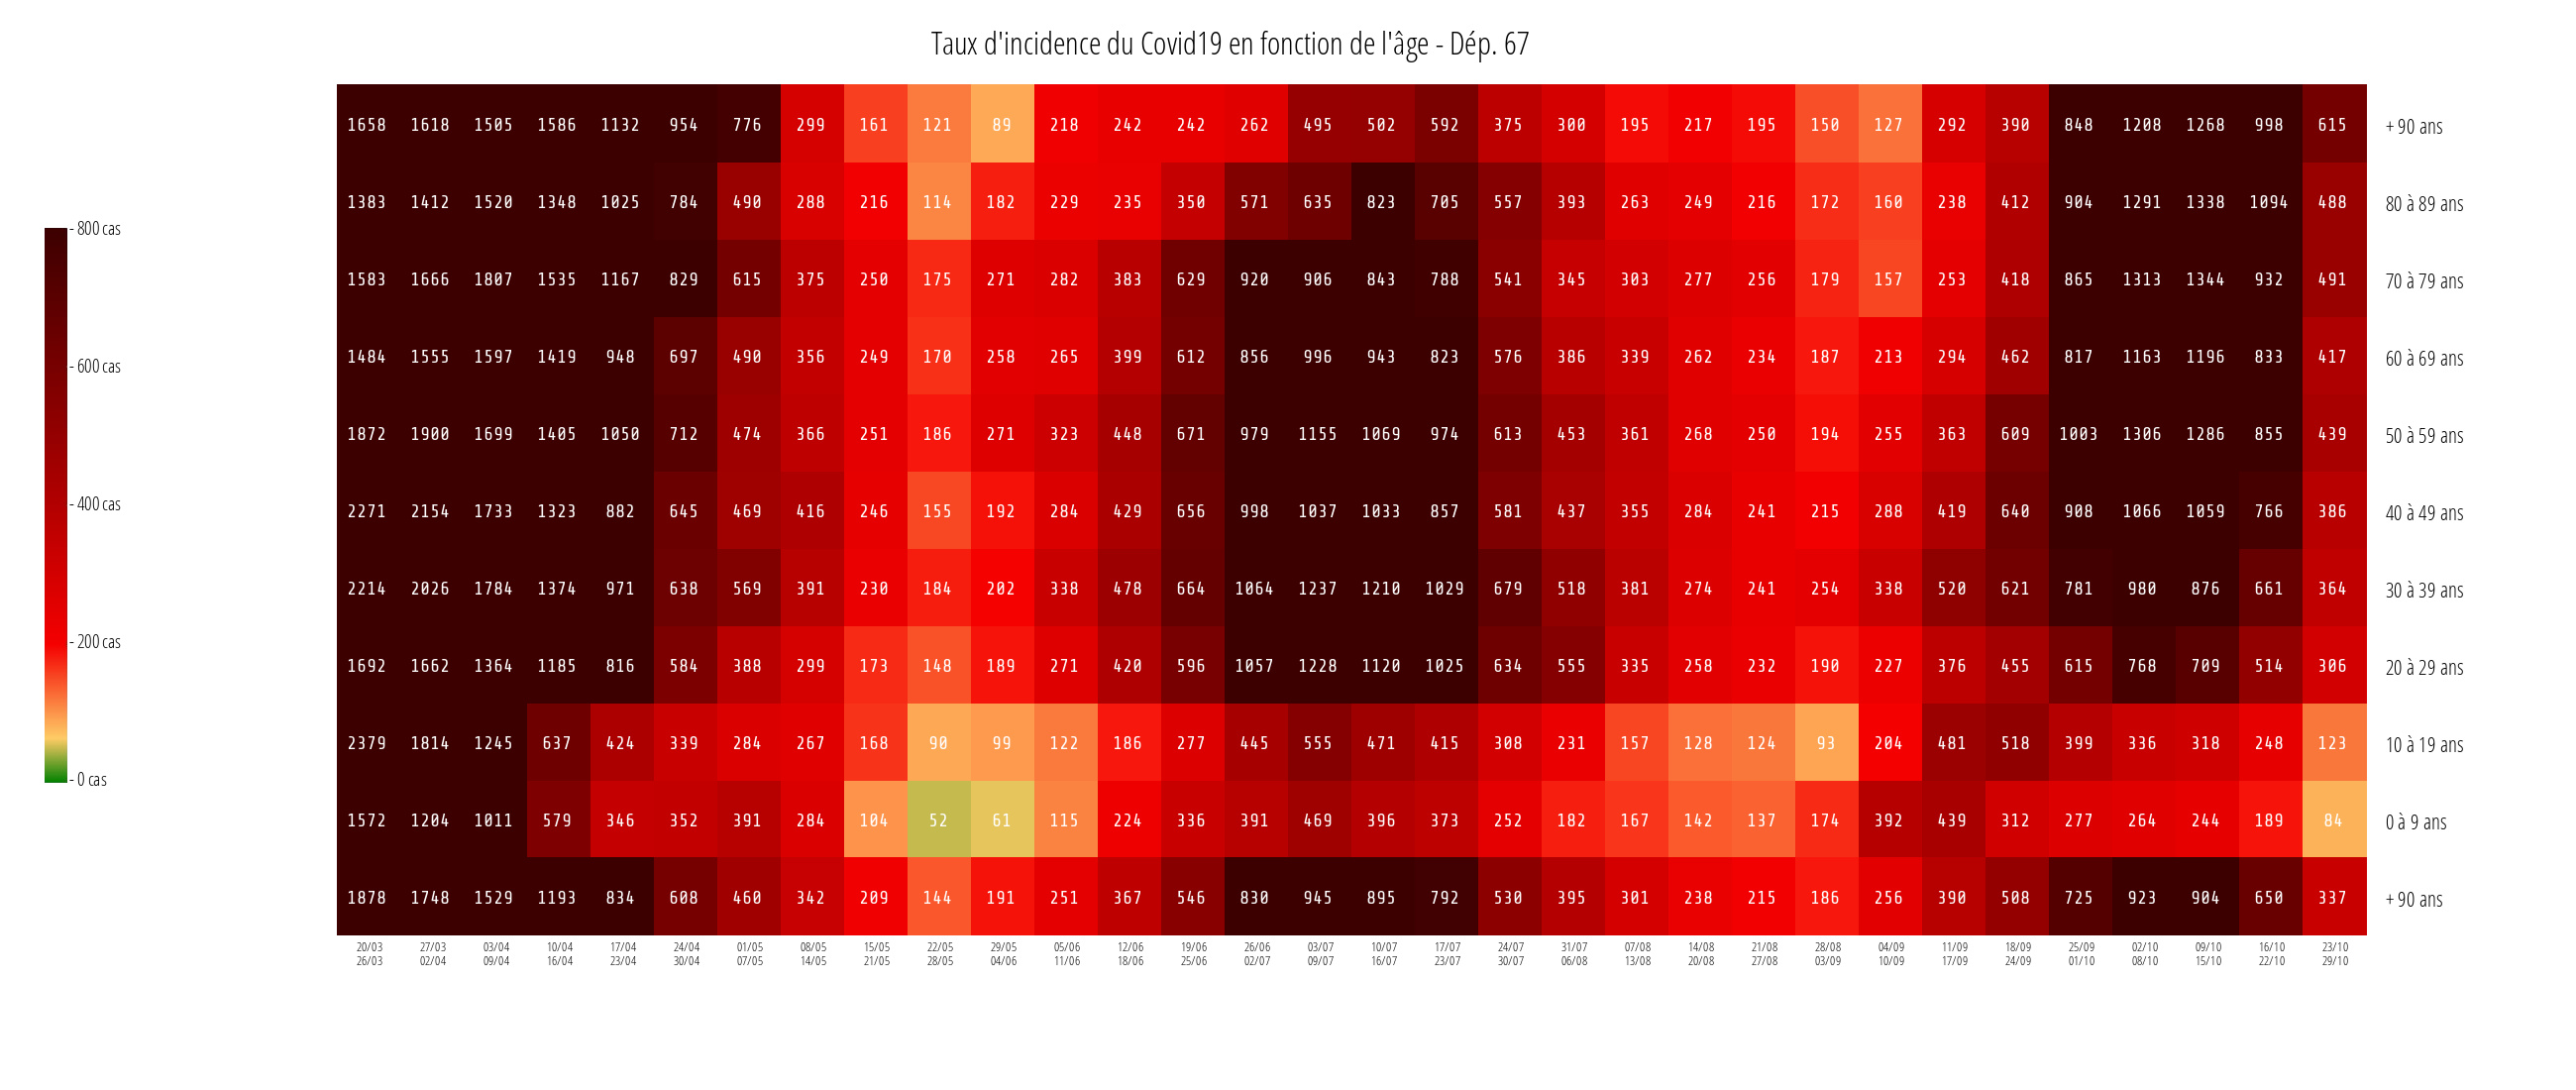 Taux d'incidence du Covid19 en fonction de l'âge - Dép. 67
- 800 cas
- 600 cas
- 400 cas
- 200 cas
- 0 cas
1658 1618 1505 1586 1132 954 776 299 161 121 89 218 242 242 262 495 502 592 375 300 195 217 195 150 127 292 390 848 1208 1268 998 615 + 90 ans
1383 1412 1520 1348 1025 784 490 288 216 114 182 229 235 350 571 635 823 705 557 393 263 249 216 172 160 238 412 904 1291 1338 1094 488 80 à 89 ans
1583 1666 1807 1535 1167 829 615 375 250 175 271 282 383 629 920 906 843 788 541 345 303 277 256 179 157 253 418 865 1313 1344 932 491 70 à 79 ans
1484 1555 1597 1419 948 697 490 356 249 170 258 265 399 612 856 996 943 823 576 386 339 262 234 187 213 294 462 817 1163 1196 833 417 60 à 69 ans
1872 1900 1699 1405 1050 712 474 366 251 186 271 323 448 671 979 1155 1069 974 613 453 361 268 250 194 255 363 609 1003 1306 1286 855 439 50 à 59 ans
2271 2154 1733 1323 882 645 469 416 246 155 192 284 429 656 998 1037 1033 857 581 437 355 284 241 215 288 419 640 908 1066 1059 766 386 40 à 49 ans
2214 2026 1784 1374 971 638 569 391 230 184 202 338 478 664 1064 1237 1210 1029 679 518 381 274 241 254 338 520 621 781 980 876 661 364 30 à 39 ans
1692 1662 1364 1185 816 584 388 299 173 148 189 271 420 596 1057 1228 1120 1025 634 555 335 258 232 190 227 376 455 615 768 709 514 306 20 à 29 ans
2379 1814 1245 637 424 339 284 267 168 90 99 122 186 277 445 555 471 415 308 231 157 128 124 93 204 481 518 399 336 318 248 123 10 à 19 ans
1572 1204 1011 579 346 352 391 284 104 52 61 115 224 336 391 469 396 373 252 182 167 142 137 174 392 439 312 277 264 244 189 84 0 à 9 ans
1878 1748 1529 1193 834 608 460 342 209 144 191 251 367 546 830 945 895 792 530 395 301 238 215 186 256 390 508 725 923 904 650 337 + 90 ans
20/03 27/03 03/04 10/04 17/04 24/04 01/05 08/05 15/05 22/05 29/05 05/06 12/06 19/06 26/06 03/07 10/07 17/07 24/07 31/07 07/08 14/08 21/08 28/08 04/09 11/09 18/09 25/09 02/10 09/10 16/10 23/10
26/03 02/04 09/04 16/04 23/04 30/04 07/05 14/05 21/05 28/05 04/06 11/06 18/06 25/06 02/07 09/07 16/07 23/07 30/07 06/08 13/08 20/08 27/08 03/09 10/09 17/09 24/09 01/10 08/10 15/10 22/10 29/10